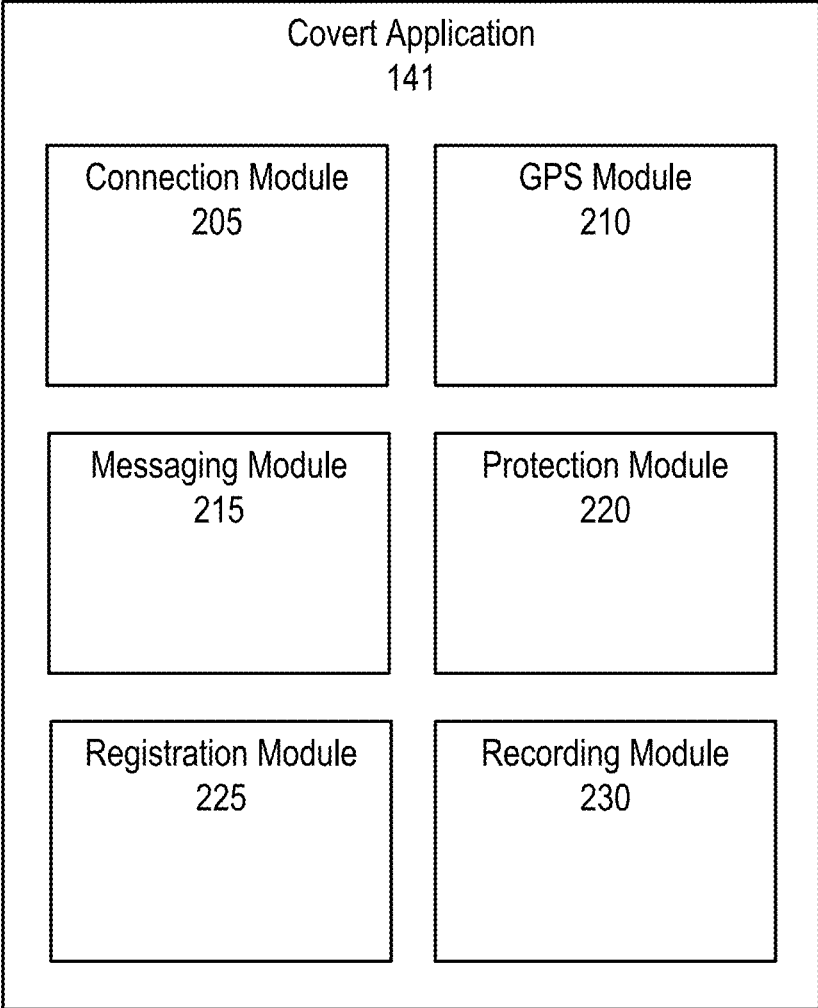 Covert Application
141
Connection Module
205
GPS Module
210
Messaging Module
215
Protection Module
220
Registration Module
225
Recording Module
230